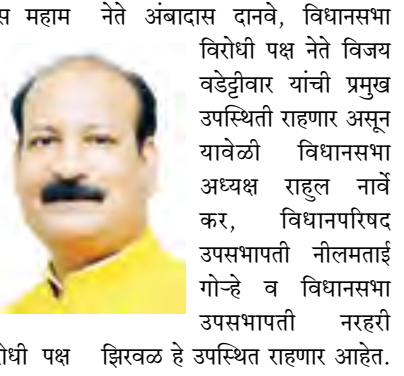 स महाम
रोधी पक्ष
नेते अंबादास दानवे, विधानसभा
विरोधी पक्ष नेते विजय
वडेट्टीवार यांची प्रमुख
उपस्थिती राहणार असून
यावेळी विधानसभा
अध्यक्ष राहुल नार्वे
कर, विधानपरिषद
उपसभापती नीलमताई
गोऱ्हे व विधानसभा
उपसभापती नरहरी
झिरवळ हे उपस्थित राहणार आहेत.